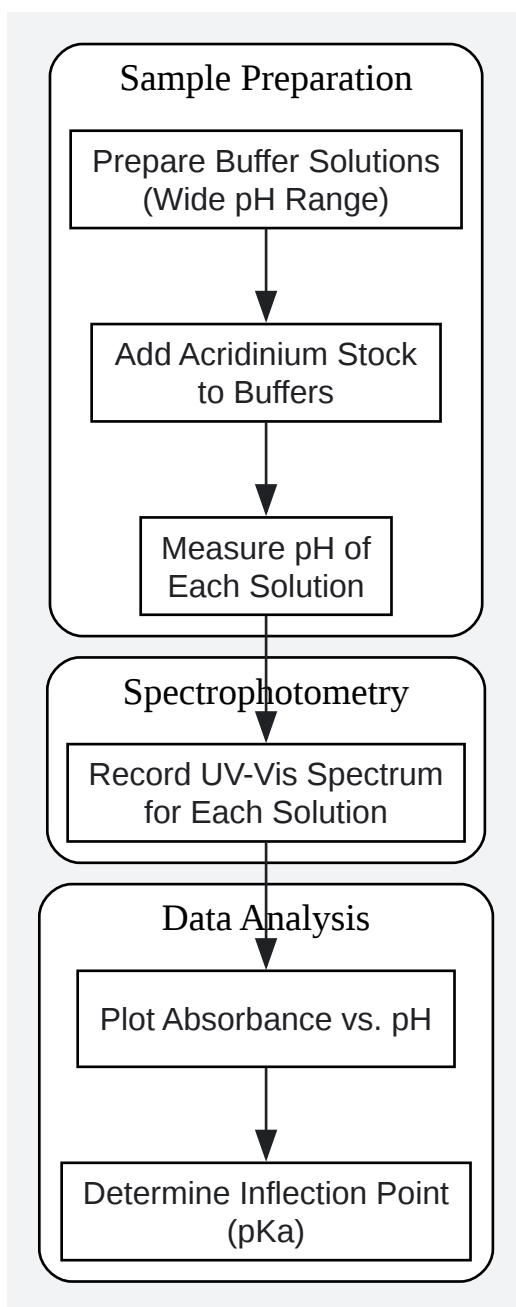 Sample Preparation
Prepare Buffer Solutions
(Wide pH Range)
Add Acridinium Stock
to Buffers
Measure pH of
Each Solution
Spectrophotometry
Record UV-Vis Spectrum
for Each Solution
Data Analysis
Plot Absorbance vs. pH
Determine Inflection Point
(pKa)